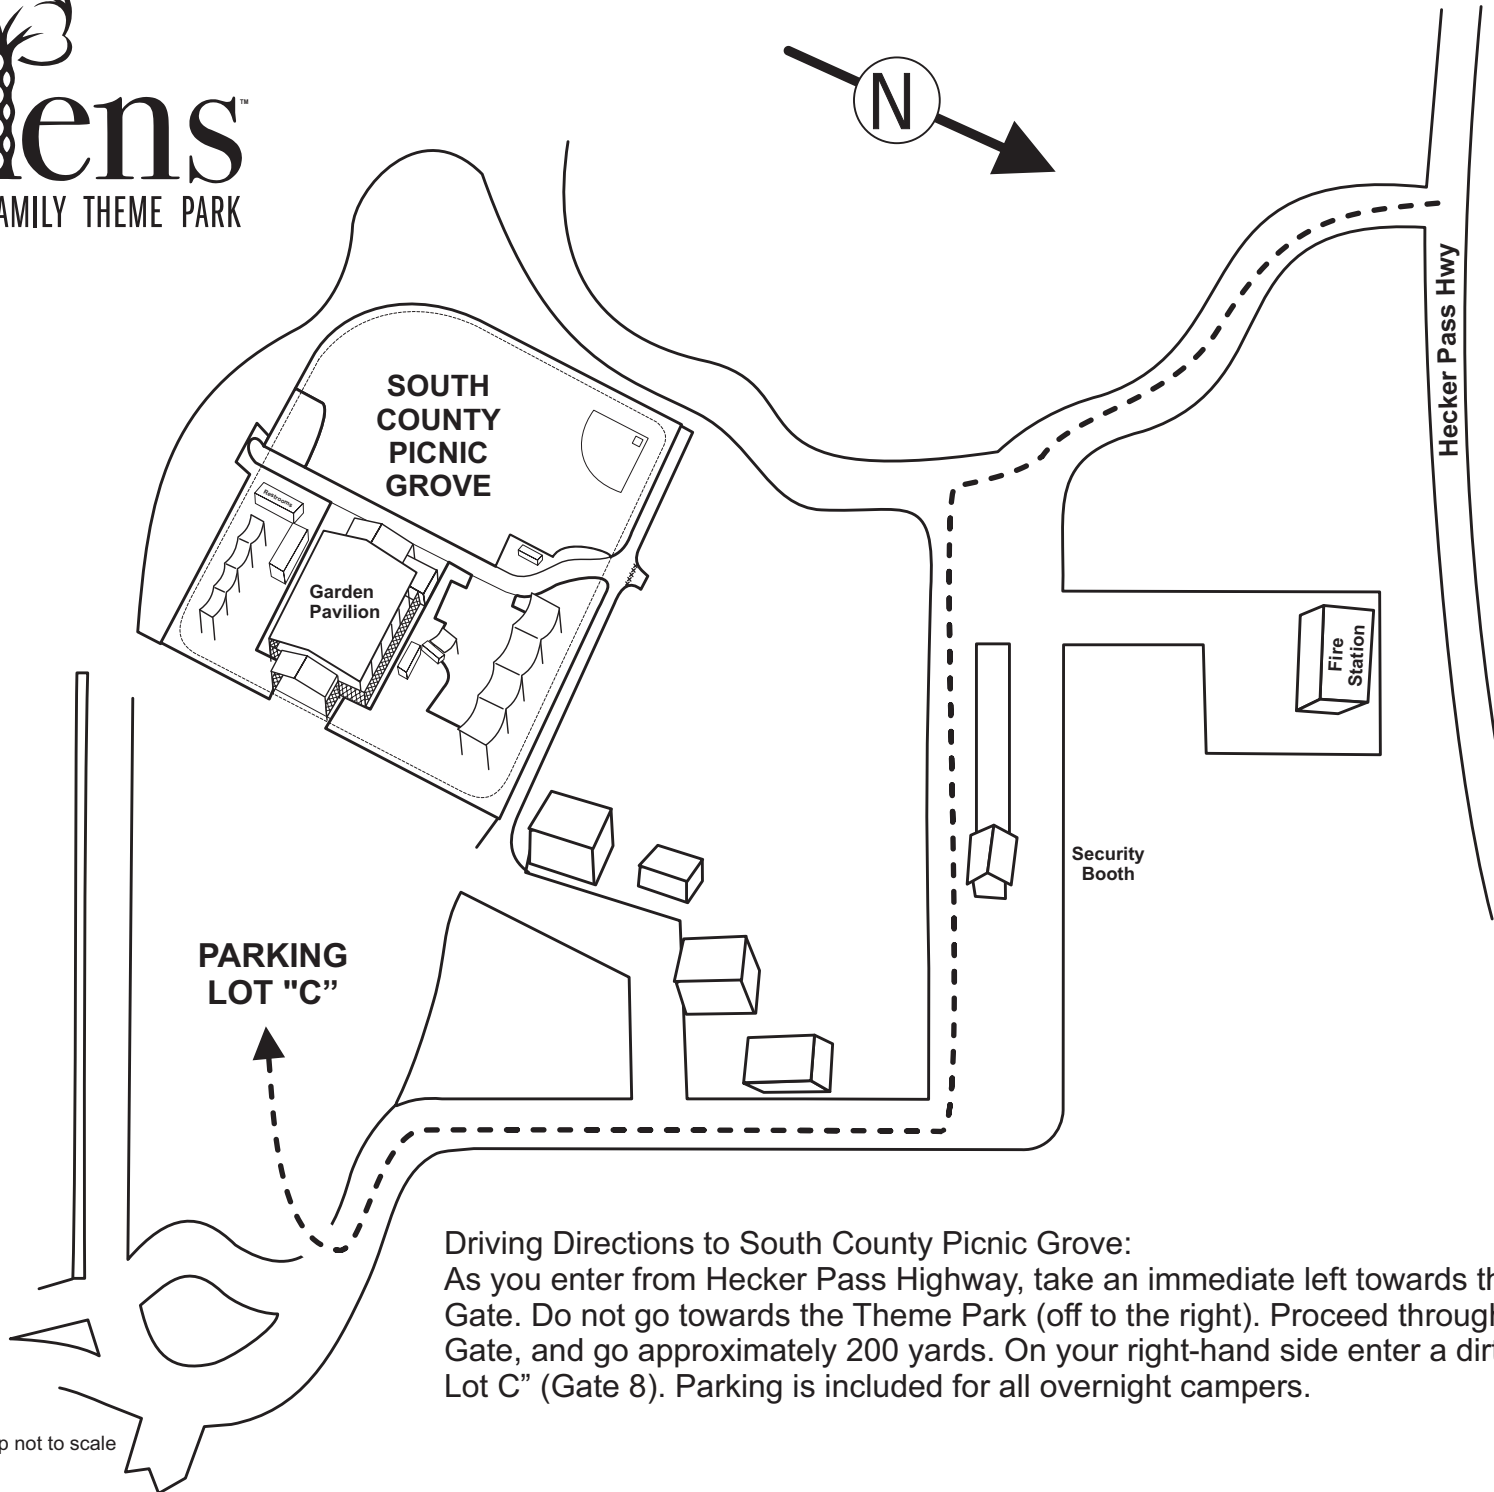 ens™
AMILY THEME PARK
N
Hecker Pass Hwy
SOUTH
COUNTY
PICNIC
GROVE
Restrooms
Garden
Pavilion
Fire
Station
Security
Booth
PARKING
LOT "C”
Driving Directions to South County Picnic Grove:
As you enter from Hecker Pass Highway, take an immediate left towards th
Gate. Do not go towards the Theme Park (off to the right). Proceed through
Gate, and go approximately 200 yards. On your right-hand side enter a dirt
Lot C” (Gate 8). Parking is included for all overnight campers.
p not to scale